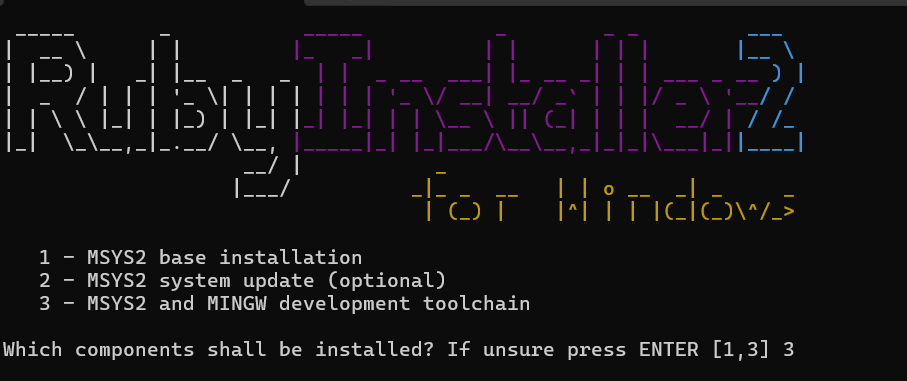 RubyInstaller2
for Windows
1 - MSYS2 base installation
2 - MSYS2 system update (optional)
3 - MSYS2 and MINGW development toolchain
Which components shall be installed? If unsure press ENTER [1,3] 3